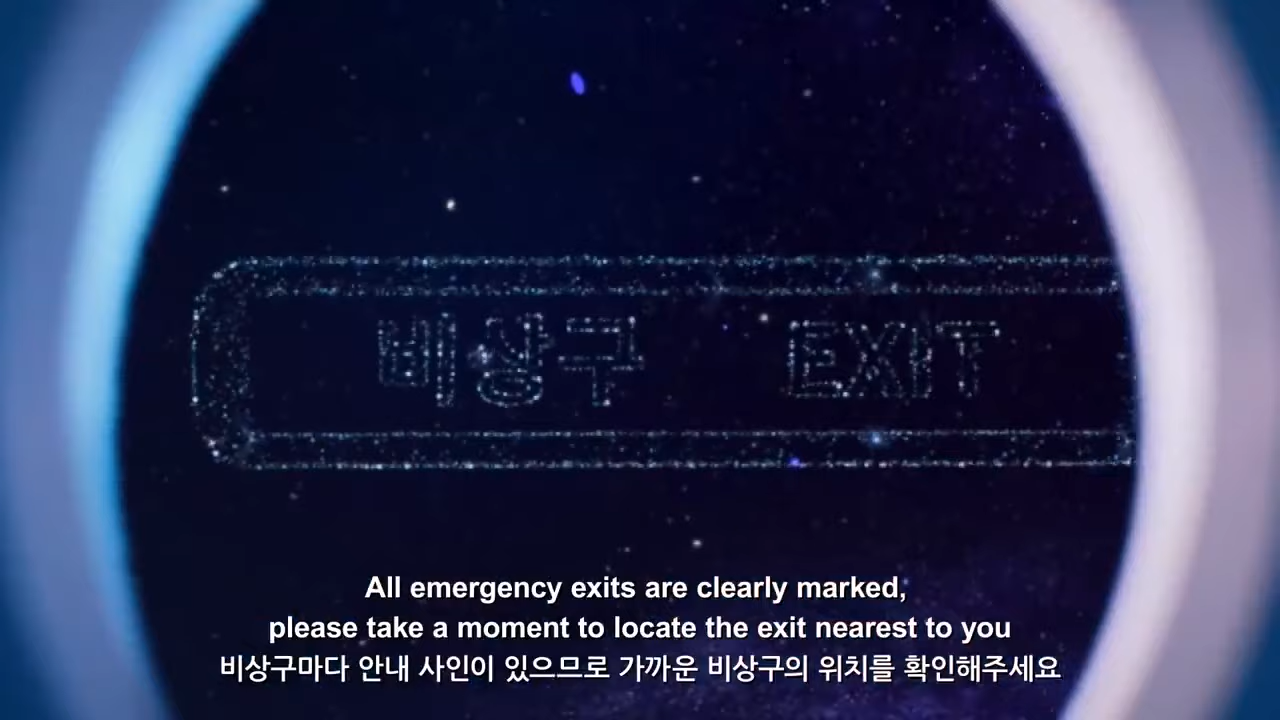 비상구 EXIT
All emergency exits are clearly marked,
please take a moment to locate the exit nearest to you
비상구마다 안내 사인이 있으므로 가까운 비상구의 위치를 확인해주세요